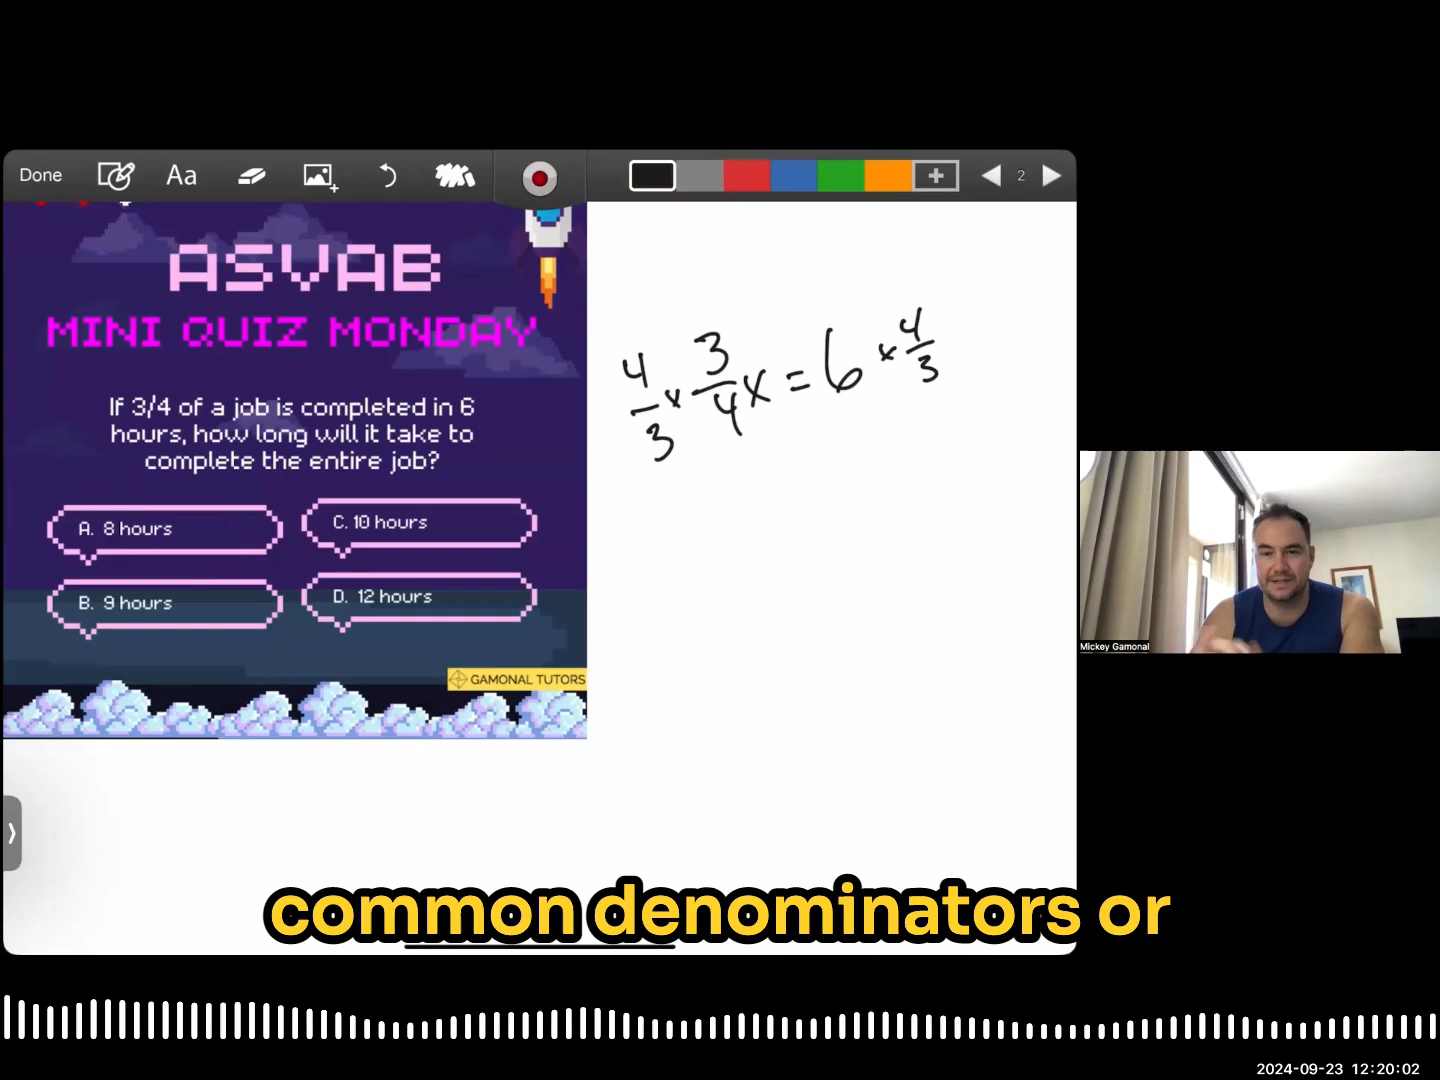 Done
Aa
2
ASVAB
MINI QUIZ MONDAY
If 3/4 of a job is completed in 6
hours, how long will it take to
complete the entire job?
A. 8 hours
C. 10 hours
B. 9 hours
D. 12 hours
GAMONAL TUTORS
4/3 x 3/4 x = 6 x 4/3
Mickey Gamonal
common denominators or
2024-09-23 12:20:02